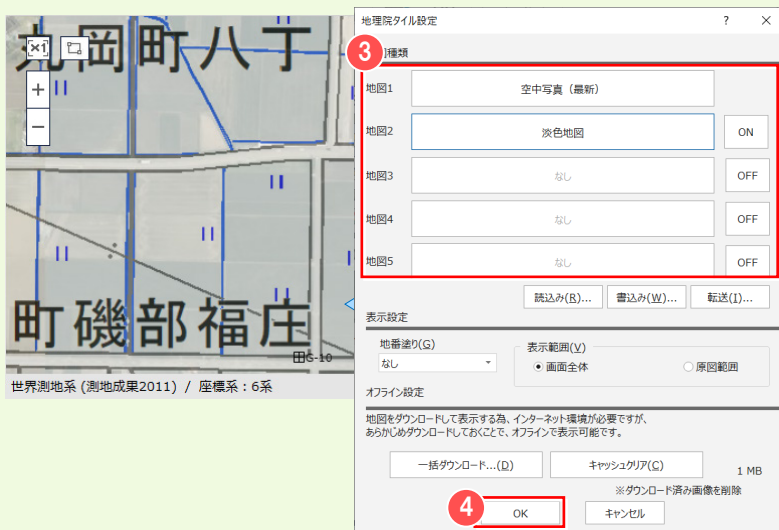 丸岡町八丁
×1
+
−
町磯部福庄
田G-10
世界測地系 (測地成果2011) / 座標系：6系
地理院タイル設定
? ×
3
図種類
地図1 空中写真（最新）
地図2 淡色地図 ON
地図3 なし OFF
地図4 なし OFF
地図5 なし OFF
読込み(R)... 書込み(W)... 転送(I)...
表示設定
地番塗り(G)
なし
表示範囲(V)
画面全体 原図範囲
オフライン設定
地図をダウンロードして表示する為、インターネット環境が必要ですが、
あらかじめダウンロードしておくことで、オフラインで表示可能です。
一括ダウンロード...(D) キャッシュクリア(C) 1 MB
※ダウンロード済み画像を削除
4
OK キャンセル